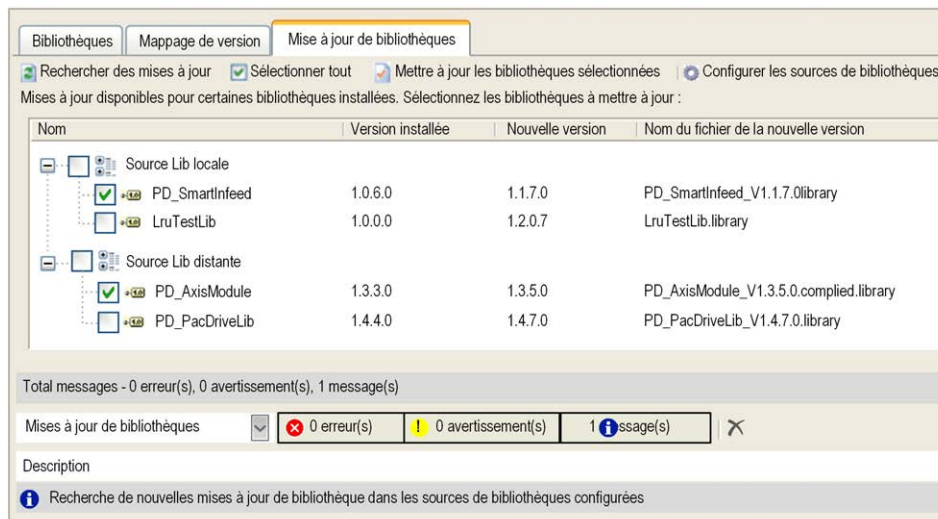 Bibliothèques Mappage de version Mise à jour de bibliothèques
Rechercher des mises à jour Sélectionner tout Mettre à jour les bibliothèques sélectionnées Configurer les sources de bibliothèques
Mises à jour disponibles pour certaines bibliothèques installées. Sélectionnez les bibliothèques à mettre à jour :
Nom Version installée Nouvelle version Nom du fichier de la nouvelle version
Source Lib locale
PD_SmartInfeed 1.0.6.0 1.1.7.0 PD_SmartInfeed_V1.1.7.0library
LruTestLib 1.0.0.0 1.2.0.7 LruTestLib.library
Source Lib distante
PD_AxisModule 1.3.3.0 1.3.5.0 PD_AxisModule_V1.3.5.0.complied.library
PD_PacDriveLib 1.4.4.0 1.4.7.0 PD_PacDriveLib_V1.4.7.0.library
Total messages - 0 erreur(s), 0 avertissement(s), 1 message(s)
Mises à jour de bibliothèques 0 erreur(s) 0 avertissement(s) 1 ssage(s)
Description
Recherche de nouvelles mises à jour de bibliothèque dans les sources de bibliothèques configurées